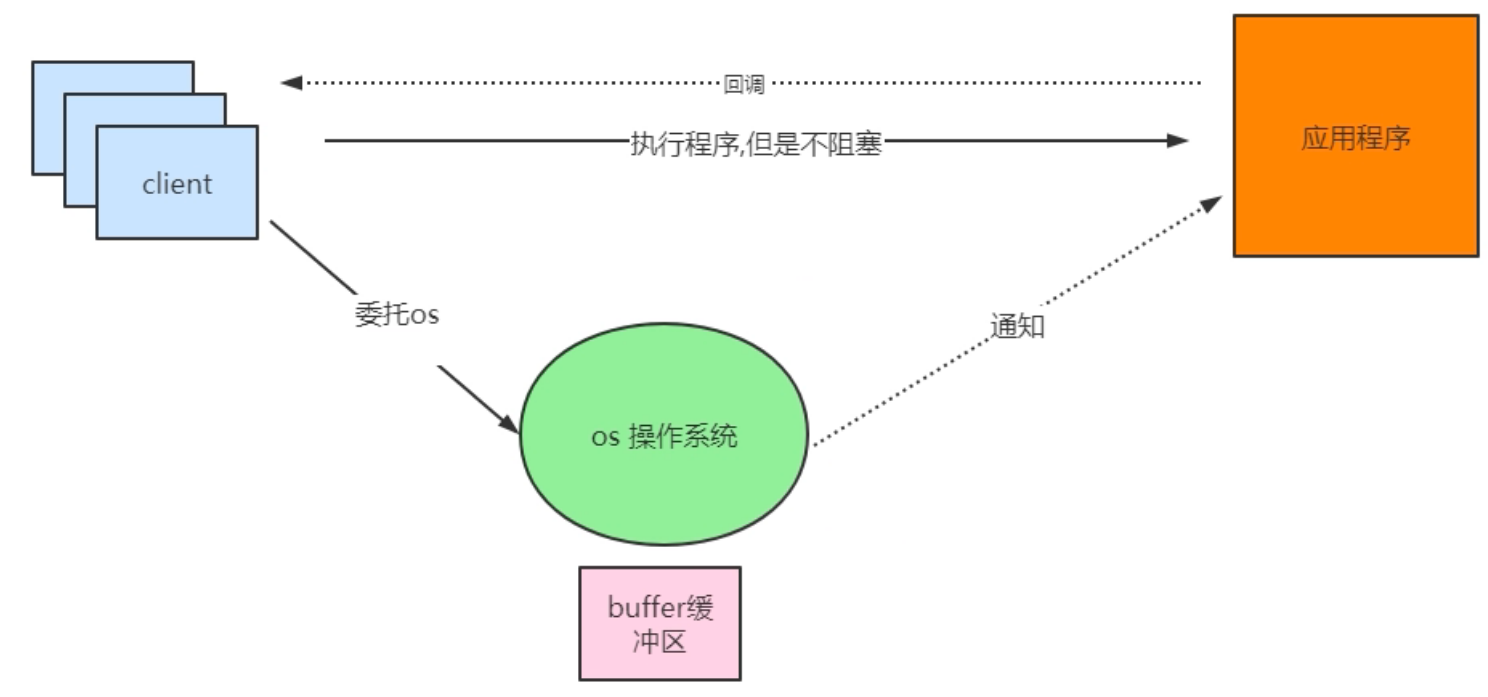 回调
执行程序,但是不阻塞
应用程序
client
委托os
通知
os 操作系统
buffer缓
冲区